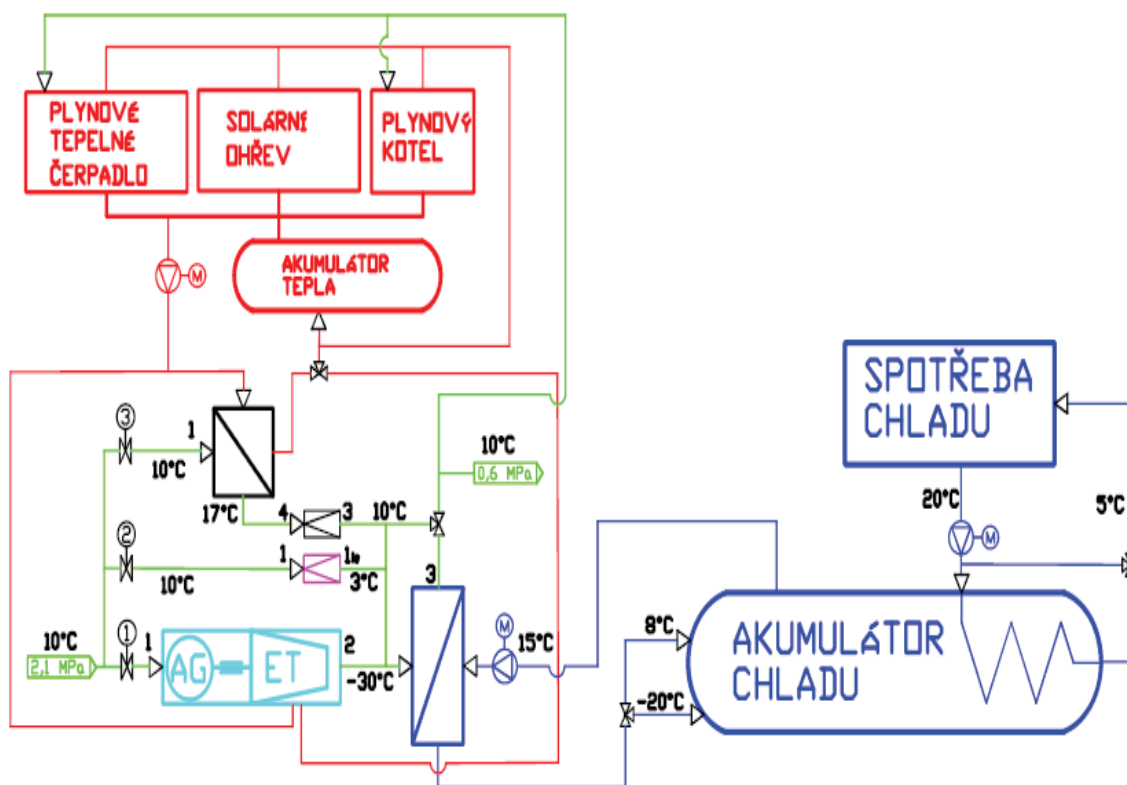 PLYNOVÉ
TEPELNÉ
ČERPADLO
SOLÁRNÍ
OHŘEV
PLYNOVÝ
KOTEL
AKUMULÁTOR
TEPLA
M
3
1
10°C
17°C
4
3
10°C
10°C
0,6 MPa
2
10°C
1
1te
3°C
10°C
2,1 MPa
1
1
AG
ET
2
-30°C
3
M
15°C
8°C
-20°C
AKUMULÁTOR
CHLADU
SPOTŘEBA
CHLADU
20°C
M
5°C